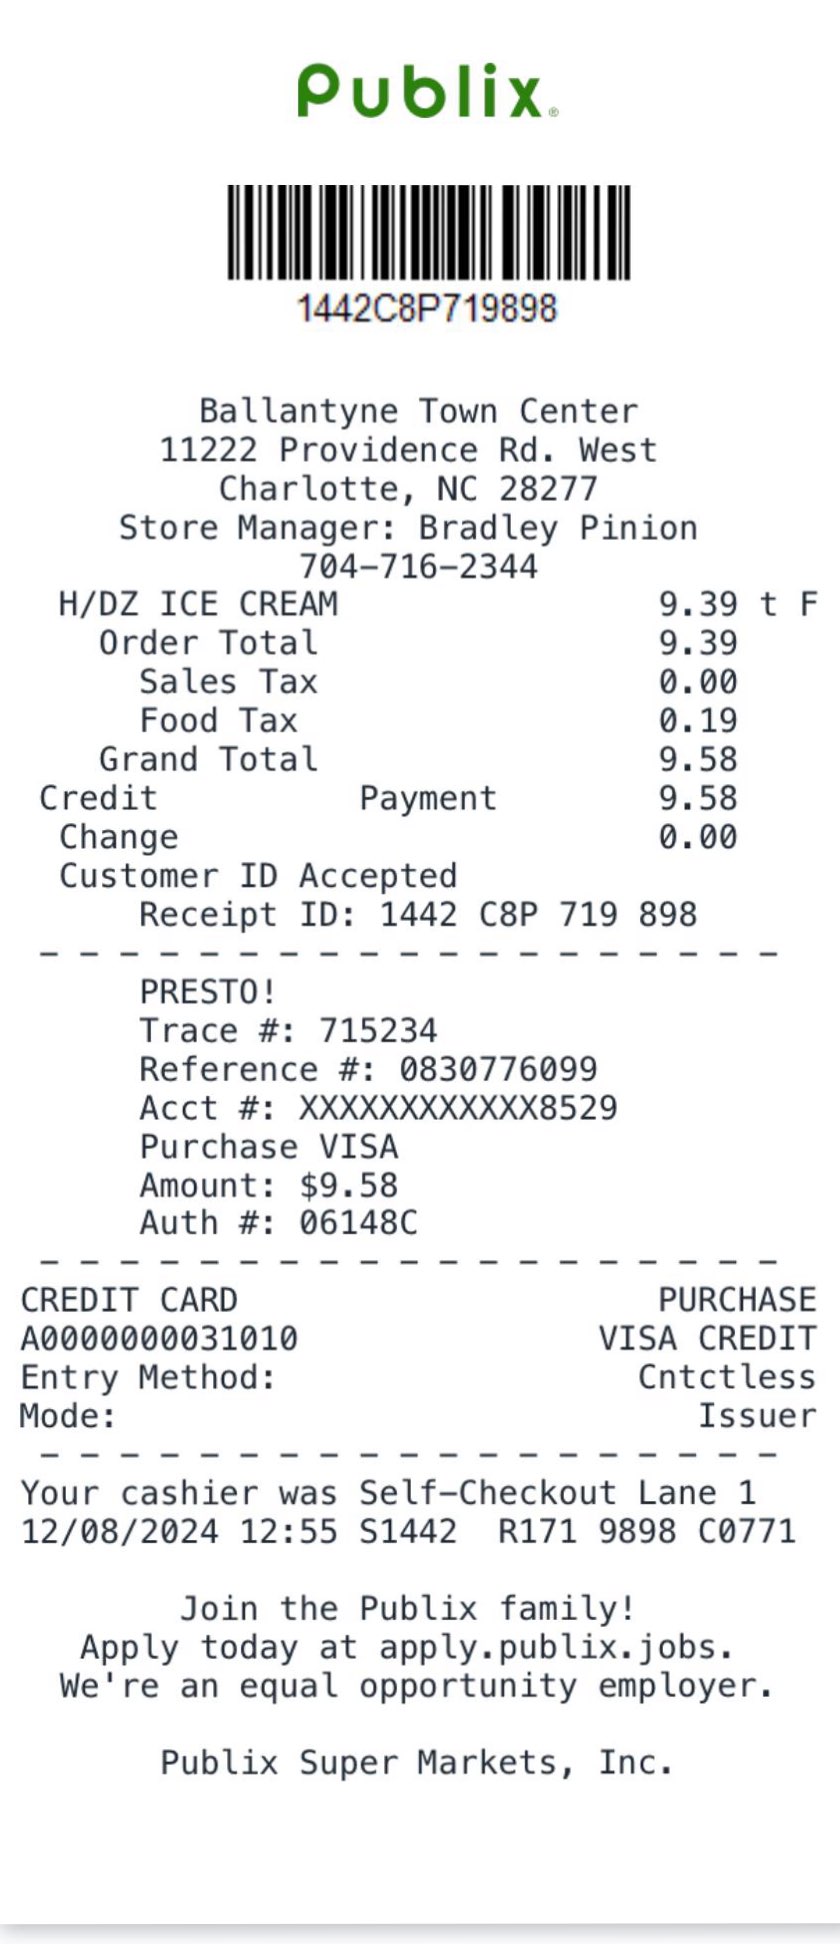 Publix®
1442C8P719898
Ballantyne Town Center
11222 Providence Rd. West
Charlotte, NC 28277
Store Manager: Bradley Pinion
704-716-2344
H/DZ ICE CREAM 9.39 t F
Order Total 9.39
Sales Tax 0.00
Food Tax 0.19
Grand Total 9.58
Credit Payment 9.58
Change 0.00
Customer ID Accepted
Receipt ID: 1442 C8P 719 898
- - - - - - - - - - - - - - - - - - -
PRESTO!
Trace #: 715234
Reference #: 0830776099
Acct #: XXXXXXXXXXXX8529
Purchase VISA
Amount: $9.58
Auth #: 06148C
- - - - - - - - - - - - - - - - - - -
CREDIT CARD PURCHASE
A0000000031010 VISA CREDIT
Entry Method: Cntctless
Mode: Issuer
- - - - - - - - - - - - - - - - - - -
Your cashier was Self-Checkout Lane 1
12/08/2024 12:55 S1442 R171 9898 C0771
Join the Publix family!
Apply today at apply.publix.jobs.
We're an equal opportunity employer.
Publix Super Markets, Inc.